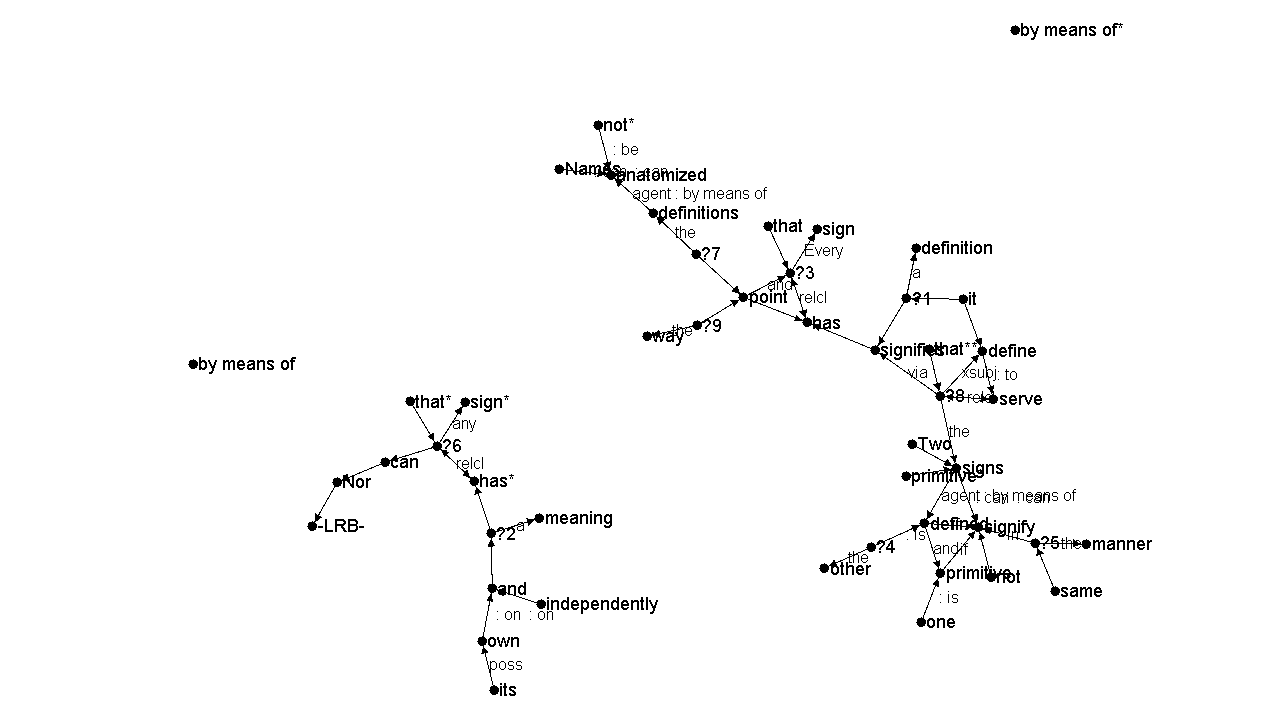 by means of*
not*
: be
Names
can
anatomized
agent : by means of
definitions
the
?7
that
sign
Every
?3
and
relcl
point
has
the
?9
way
definition
a
?1
it
signifies
that**
define
via
xsubj
: to
?8
relcl
serve
the
by means of
that*
sign*
any
?6
relcl
can
has*
Nor
-LRB-
a
meaning
?2
and
independently
: on
: on
own
poss
its
Two
signs
primitive
agent : by means of
: can
can
defined
signify
: is
in
?5
the
manner
and
if
the
?4
other
primitive
not
same
: is
one